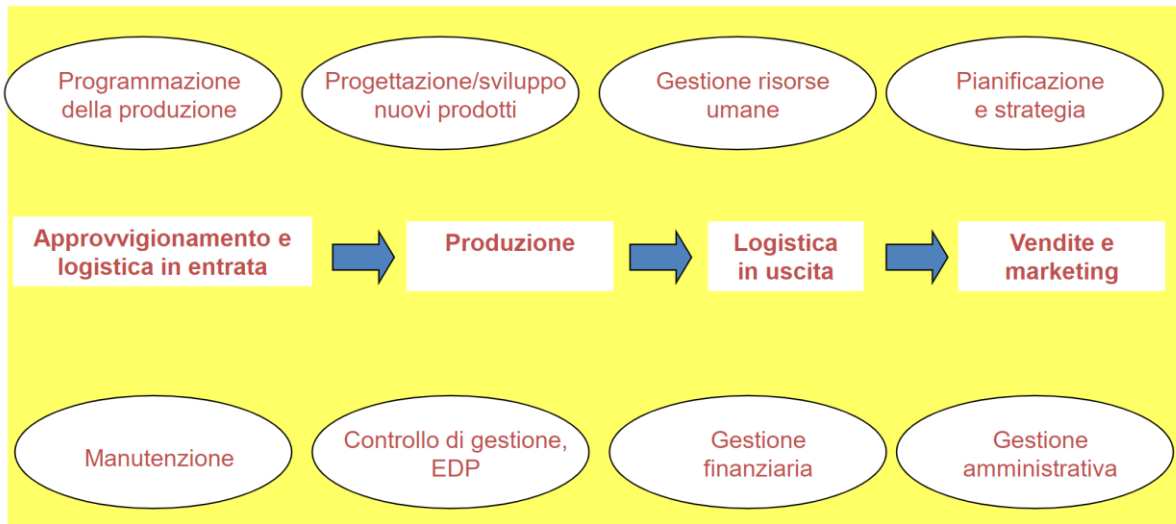 Programmazione
della produzione
Progettazione/sviluppo
nuovi prodotti
Gestione risorse
umane
Pianificazione
e strategia
Approvvigionamento e
logistica in entrata
Produzione
Logistica
in uscita
Vendite e
marketing
Manutenzione
Controllo di gestione,
EDP
Gestione
finanziaria
Gestione
amministrativa